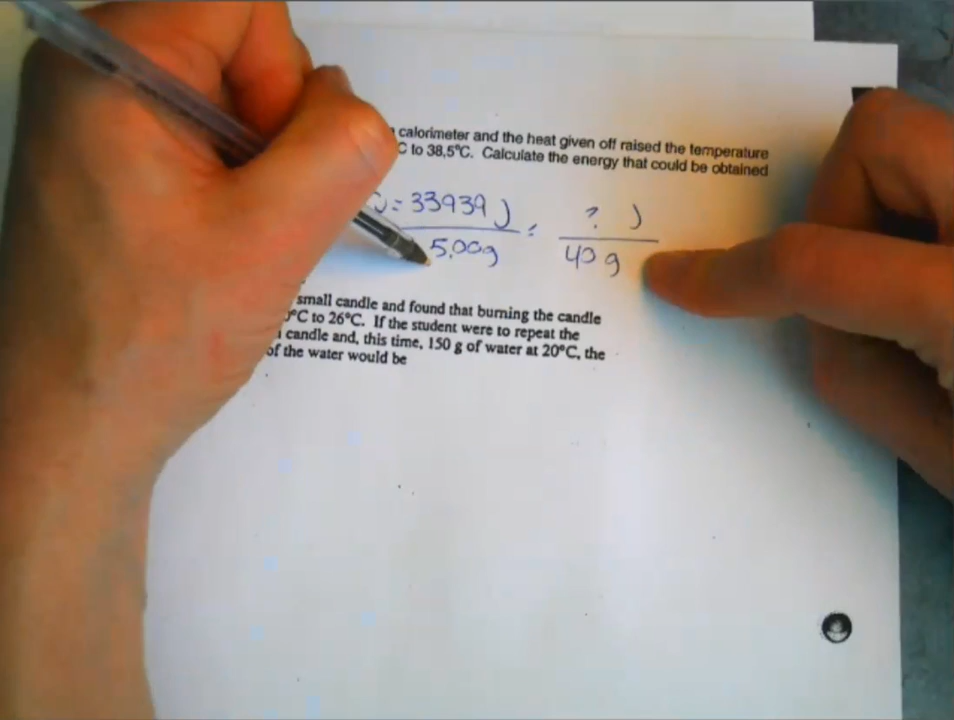 calorimeter and the heat given off raised the temperature
C to 38,5°C. Calculate the energy that could be obtained
= 33939 J = ? J
5,00g 40 g
small candle and found that burning the candle
°C to 26°C. If the student were to repeat the
candle and, this time, 150 g of water at 20°C, the
of the water would be